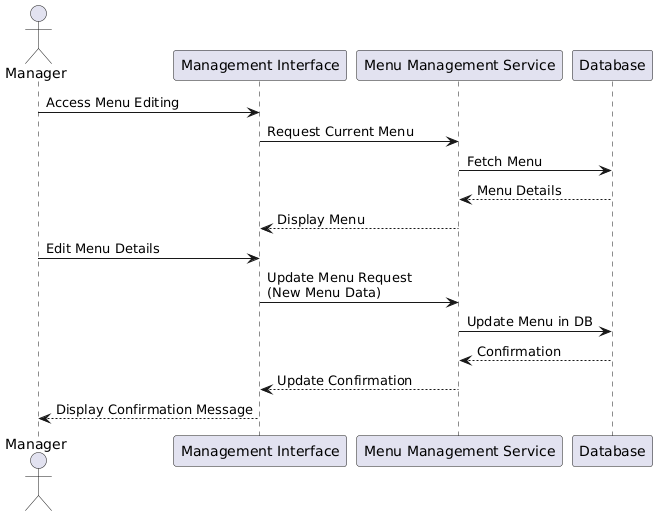 Manager
Management Interface
Menu Management Service
Database
Access Menu Editing
Request Current Menu
Fetch Menu
Menu Details
Display Menu
Edit Menu Details
Update Menu Request
(New Menu Data)
Update Menu in DB
Confirmation
Update Confirmation
Display Confirmation Message
Manager
Management Interface
Menu Management Service
Database